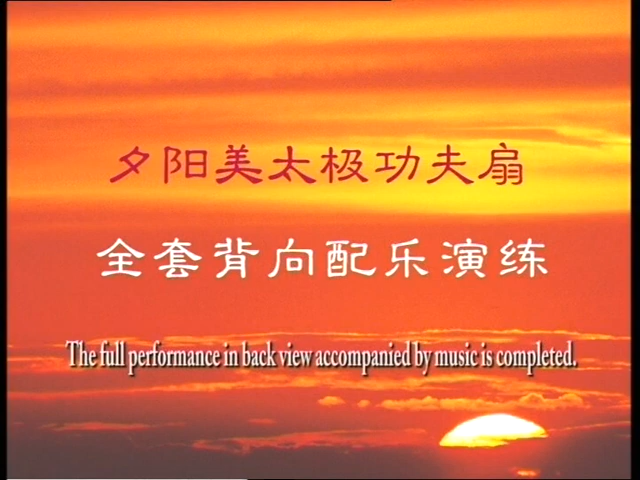 夕阳美太极功夫扇
全套背向配乐演练
The full performance in back view accompanied by music is completed.